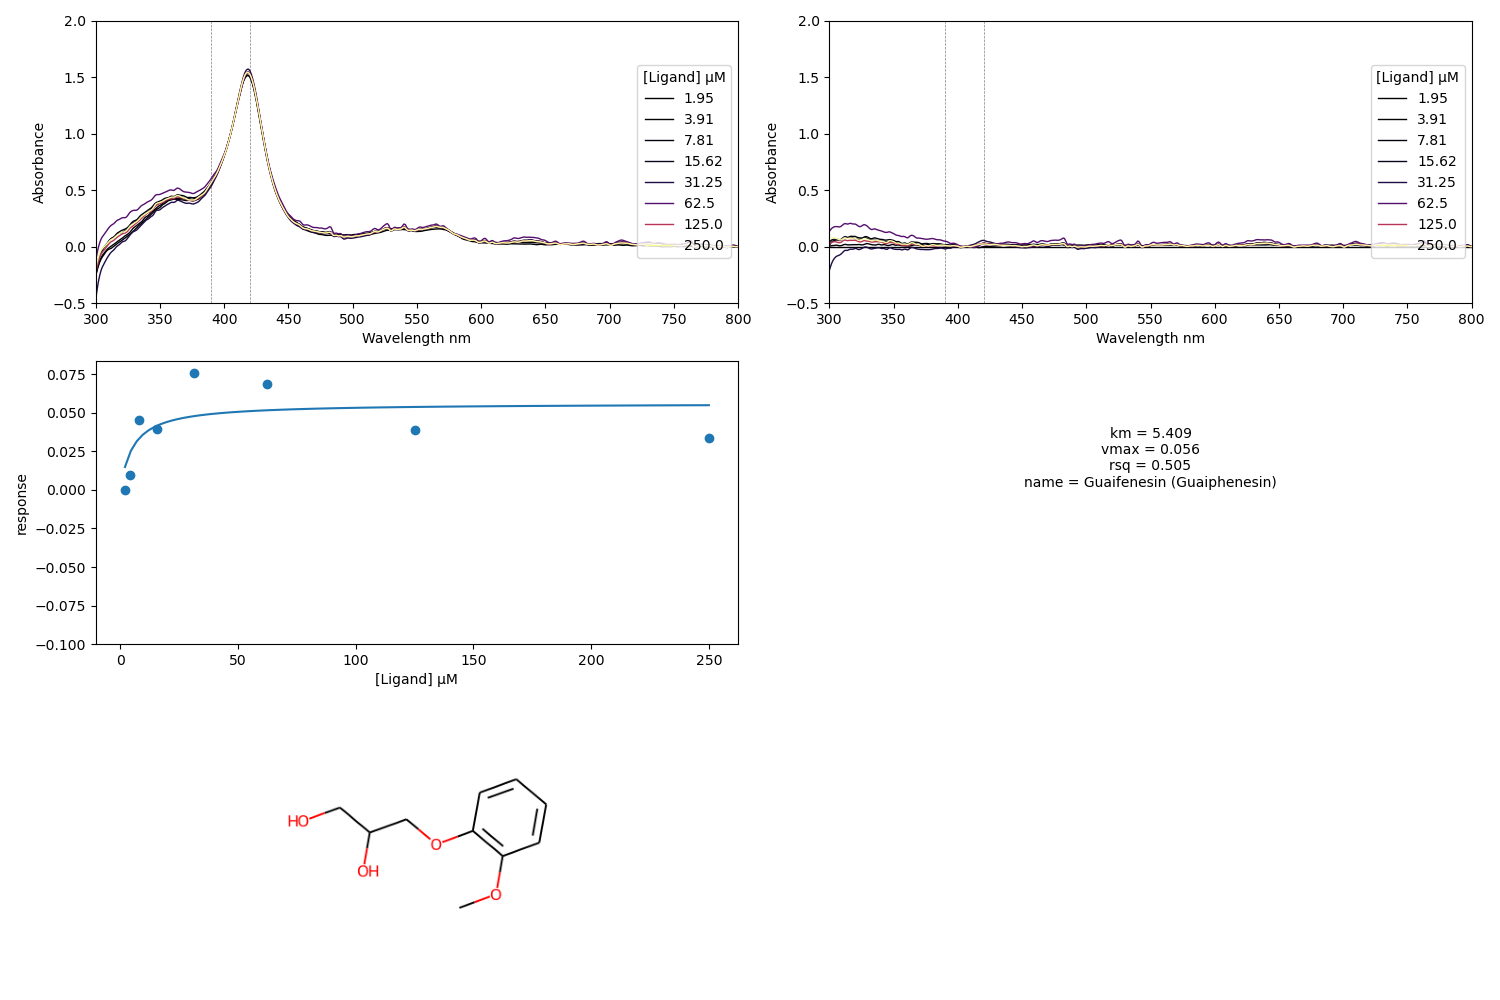 2.0
1.5
1.0
0.5
0.0
−0.5
Absorbance
300 350 400 450 500 550 600 650 700 750 800
Wavelength nm
[Ligand] μM
1.95
3.91
7.81
15.62
31.25
62.5
125.0
250.0
2.0
1.5
1.0
0.5
0.0
−0.5
Absorbance
300 350 400 450 500 550 600 650 700 750 800
Wavelength nm
[Ligand] μM
1.95
3.91
7.81
15.62
31.25
62.5
125.0
250.0
0.075
0.050
0.025
0.000
−0.025
−0.050
−0.075
−0.100
response
0 50 100 150 200 250
[Ligand] μM
km = 5.409
vmax = 0.056
rsq = 0.505
name = Guaifenesin (Guaiphenesin)
HO
OH
O
O